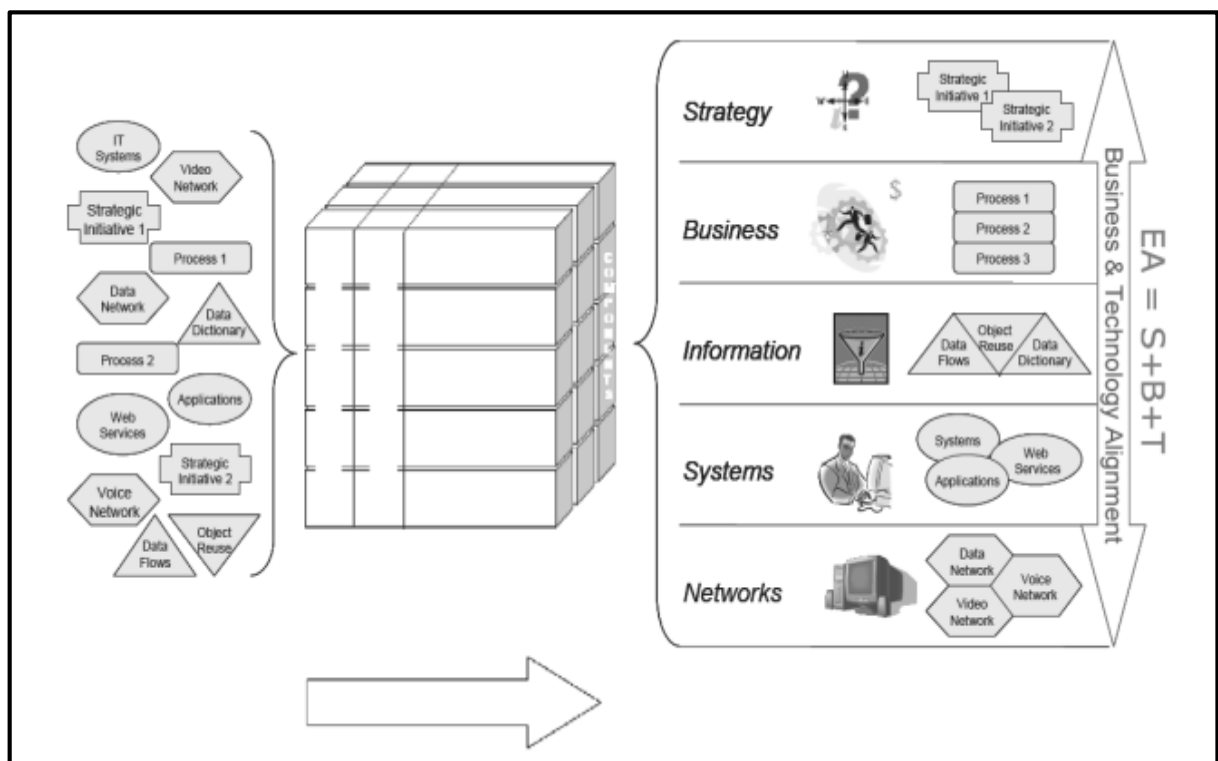 IT
Systems
Video
Network
Strategic
Initiative 1
Process 1
Data
Network
Data
Dictionary
Process 2
Applications
Web
Services
Strategic
Initiative 2
Voice
Network
Object
Reuse
Data
Flows
COMPONENTS
Strategy
W
Strategic
Initiative 1
Strategic
Initiative 2
Business
$
Process 1
Process 2
Process 3
Information
Data
Flows
Object
Reuse
Data
Dictionary
Systems
Systems
Web
Services
Applications
Networks
Data
Network
Voice
Network
Video
Network
Business & Technology Alignment
EA = S+B+T